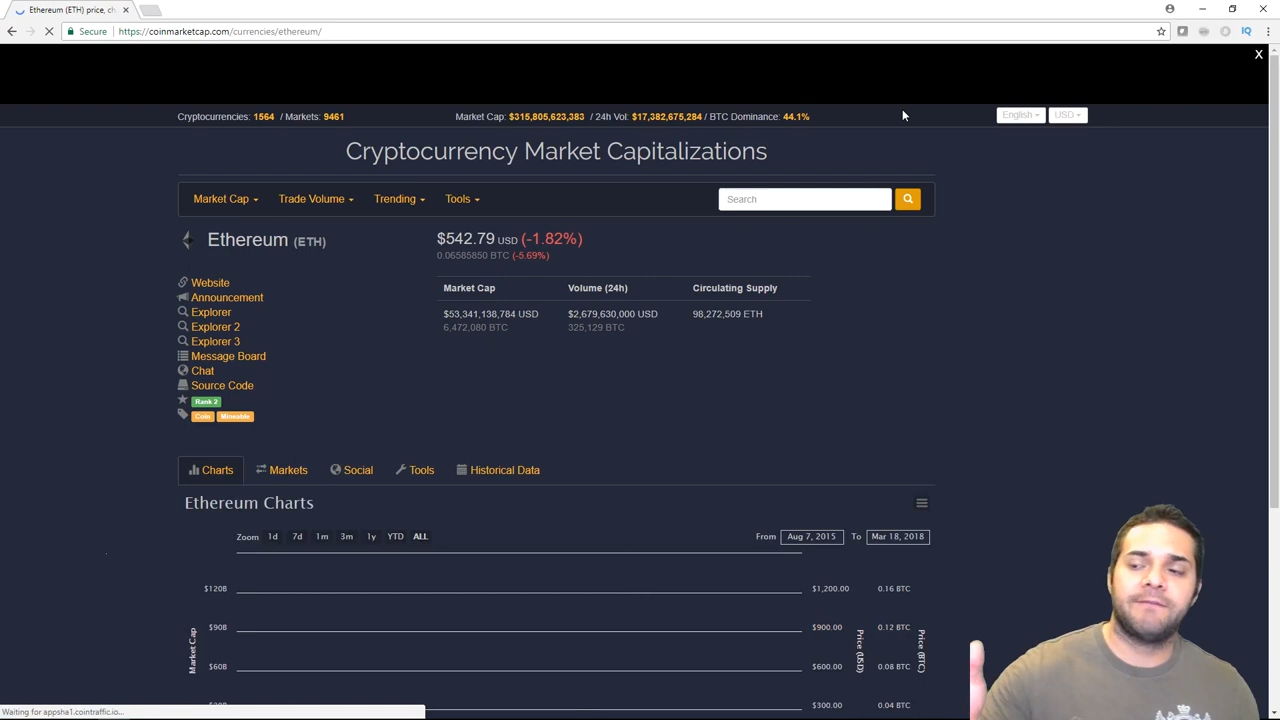 Ethereum (ETH) price, ch
Secure https://coinmarketcap.com/currencies/ethereum/
X
Cryptocurrencies: 1564 / Markets: 9461 Market Cap: $315,805,623,383 / 24h Vol: $17,382,675,284 / BTC Dominance: 44.1% English USD
Cryptocurrency Market Capitalizations
Market Cap Trade Volume Trending Tools Search
Ethereum (ETH) $542.79 USD (-1.82%)
0.06585850 BTC (-5.69%)
Market Cap Volume (24h) Circulating Supply
$53,341,138,784 USD $2,679,630,000 USD 98,272,509 ETH
6,472,080 BTC 325,129 BTC
Website
Announcement
Explorer
Explorer 2
Explorer 3
Message Board
Chat
Source Code
Rank 2
Coin Mineable
Charts Markets Social Tools Historical Data
Ethereum Charts
Zoom 1d 7d 1m 3m 1y YTD ALL From Aug 7, 2015 To Mar 18, 2018
$120B $1,200.00 0.16 BTC
$90B $900.00 0.12 BTC
Market Cap Price (USD) Price (BTC)
$60B $600.00 0.08 BTC
$300.00 0.04 BTC
Waiting for appsha1.cointraffic.io...